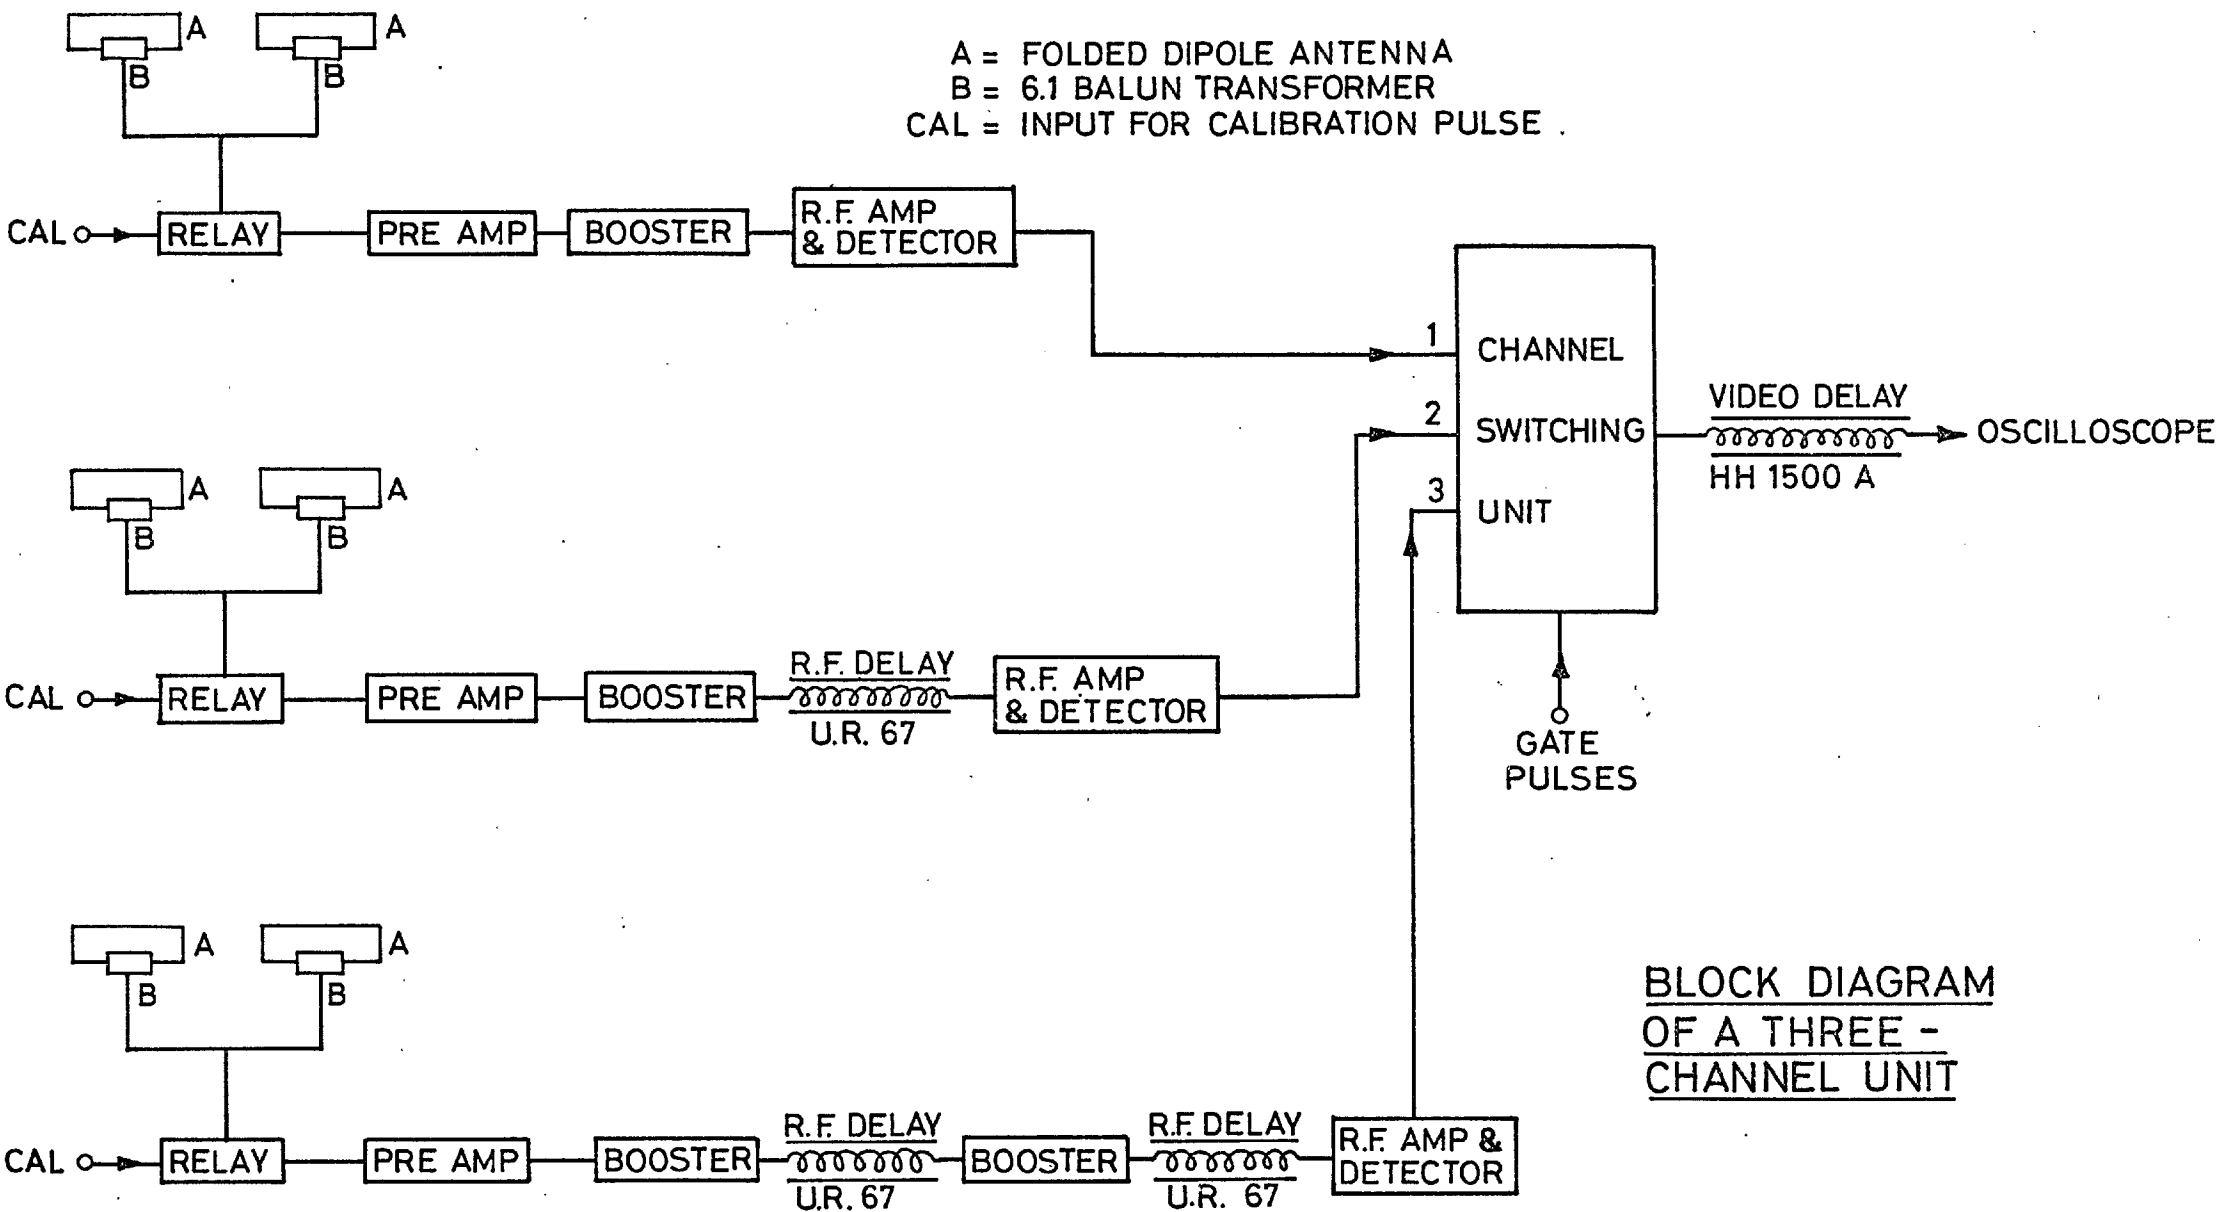 A
A
B
B
A = FOLDED DIPOLE ANTENNA
B = 6.1 BALUN TRANSFORMER
CAL = INPUT FOR CALIBRATION PULSE .
CAL
RELAY
PRE AMP
BOOSTER
R.F. AMP
& DETECTOR
1
CHANNEL
2
SWITCHING
3
UNIT
VIDEO DELAY
HH 1500 A
OSCILLOSCOPE
GATE
PULSES
A
A
B
B
CAL
RELAY
PRE AMP
BOOSTER
R.F. DELAY
U.R. 67
R.F. AMP
& DETECTOR
A
A
B
B
CAL
RELAY
PRE AMP
BOOSTER
R.F. DELAY
U.R. 67
BOOSTER
R.F. DELAY
U.R. 67
R.F. AMP &
DETECTOR
BLOCK DIAGRAM
OF A THREE -
CHANNEL UNIT